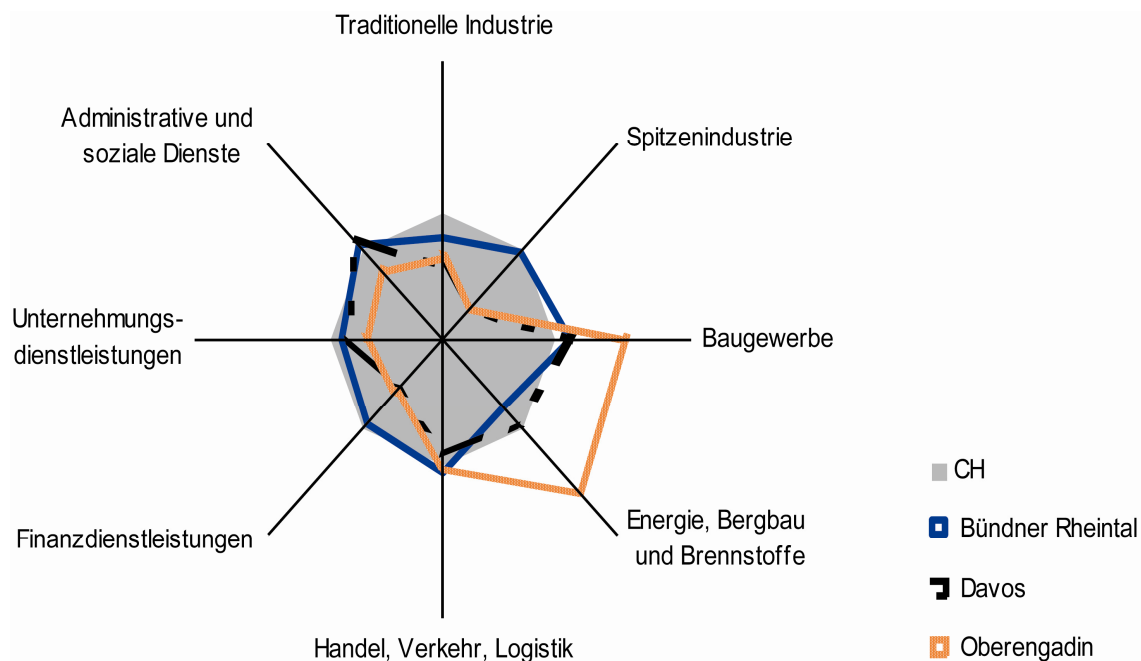 Traditionelle Industrie
Administrative und
soziale Dienste
Spitzenindustrie
Unternehmungs-
dienstleistungen
Baugewerbe
Finanzdienstleistungen
Energie, Bergbau
und Brennstoffe
Handel, Verkehr, Logistik
CH
Bündner Rheintal
Davos
Oberengadin